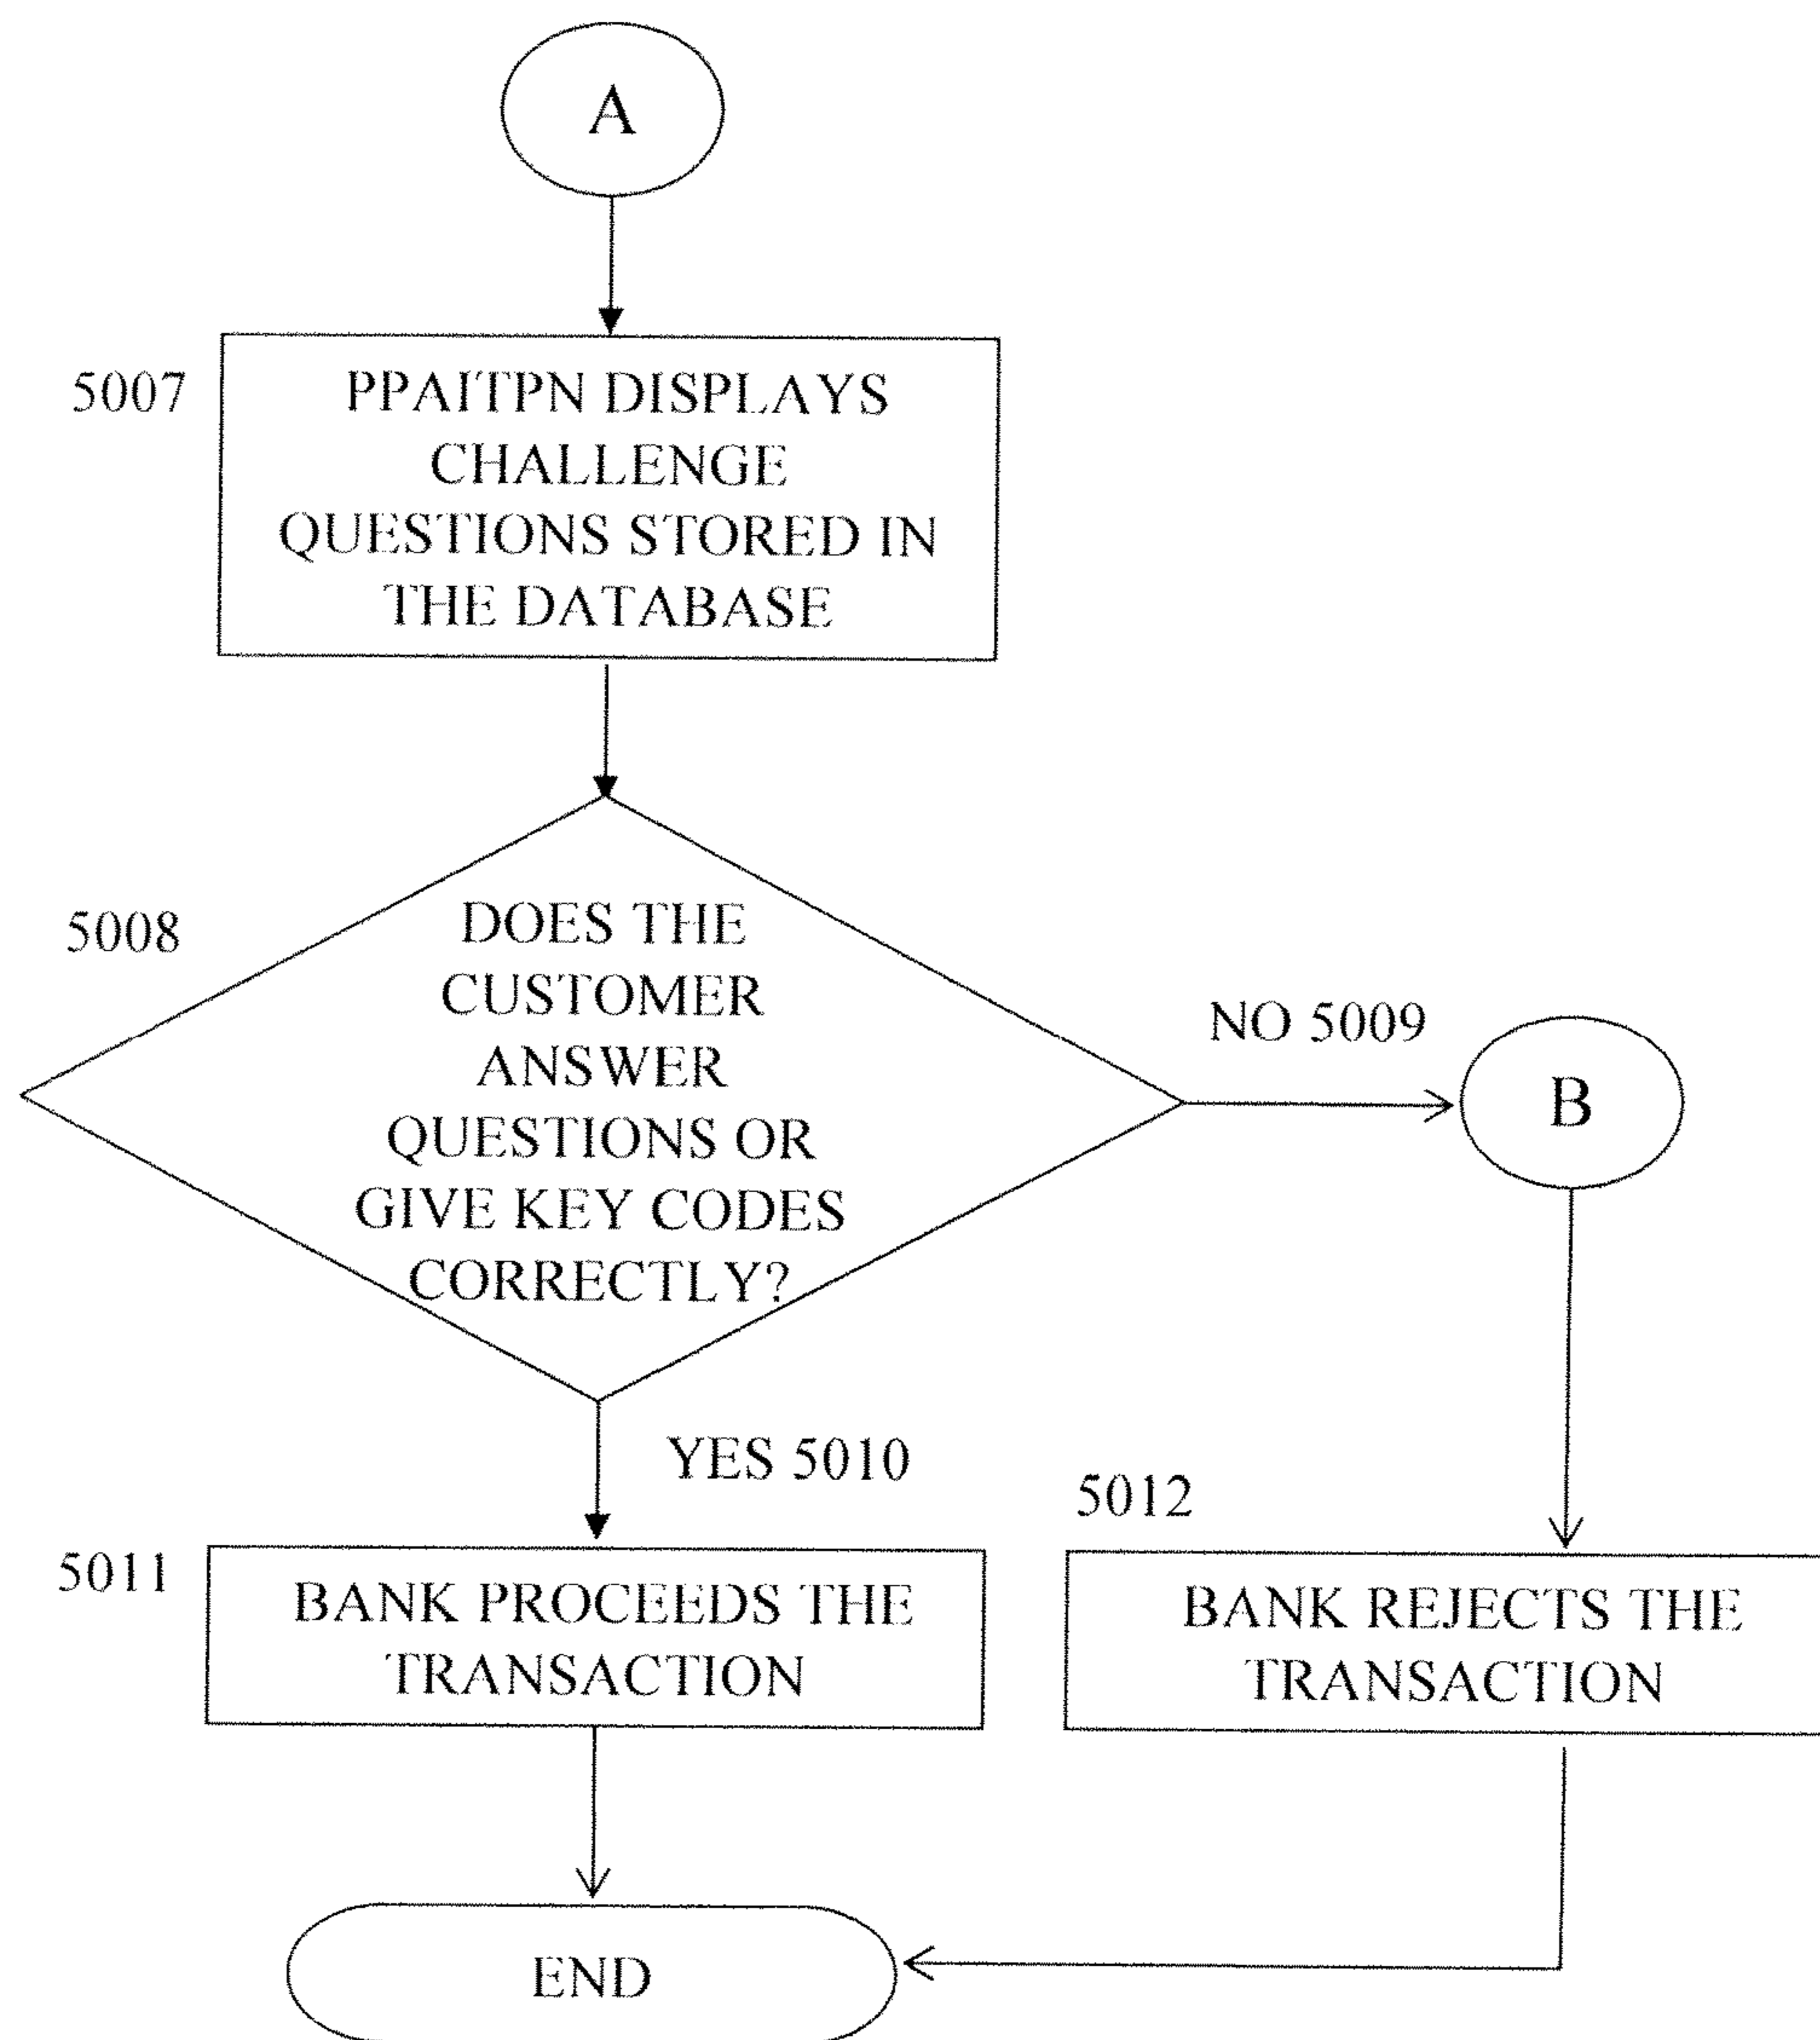 A
5007
PPAITPN DISPLAYS
CHALLENGE
QUESTIONS STORED IN
THE DATABASE
5008
DOES THE
CUSTOMER
ANSWER
QUESTIONS OR
GIVE KEY CODES
CORRECTLY?
NO 5009
B
YES 5010
5011
BANK PROCEEDS THE
TRANSACTION
5012
BANK REJECTS THE
TRANSACTION
END